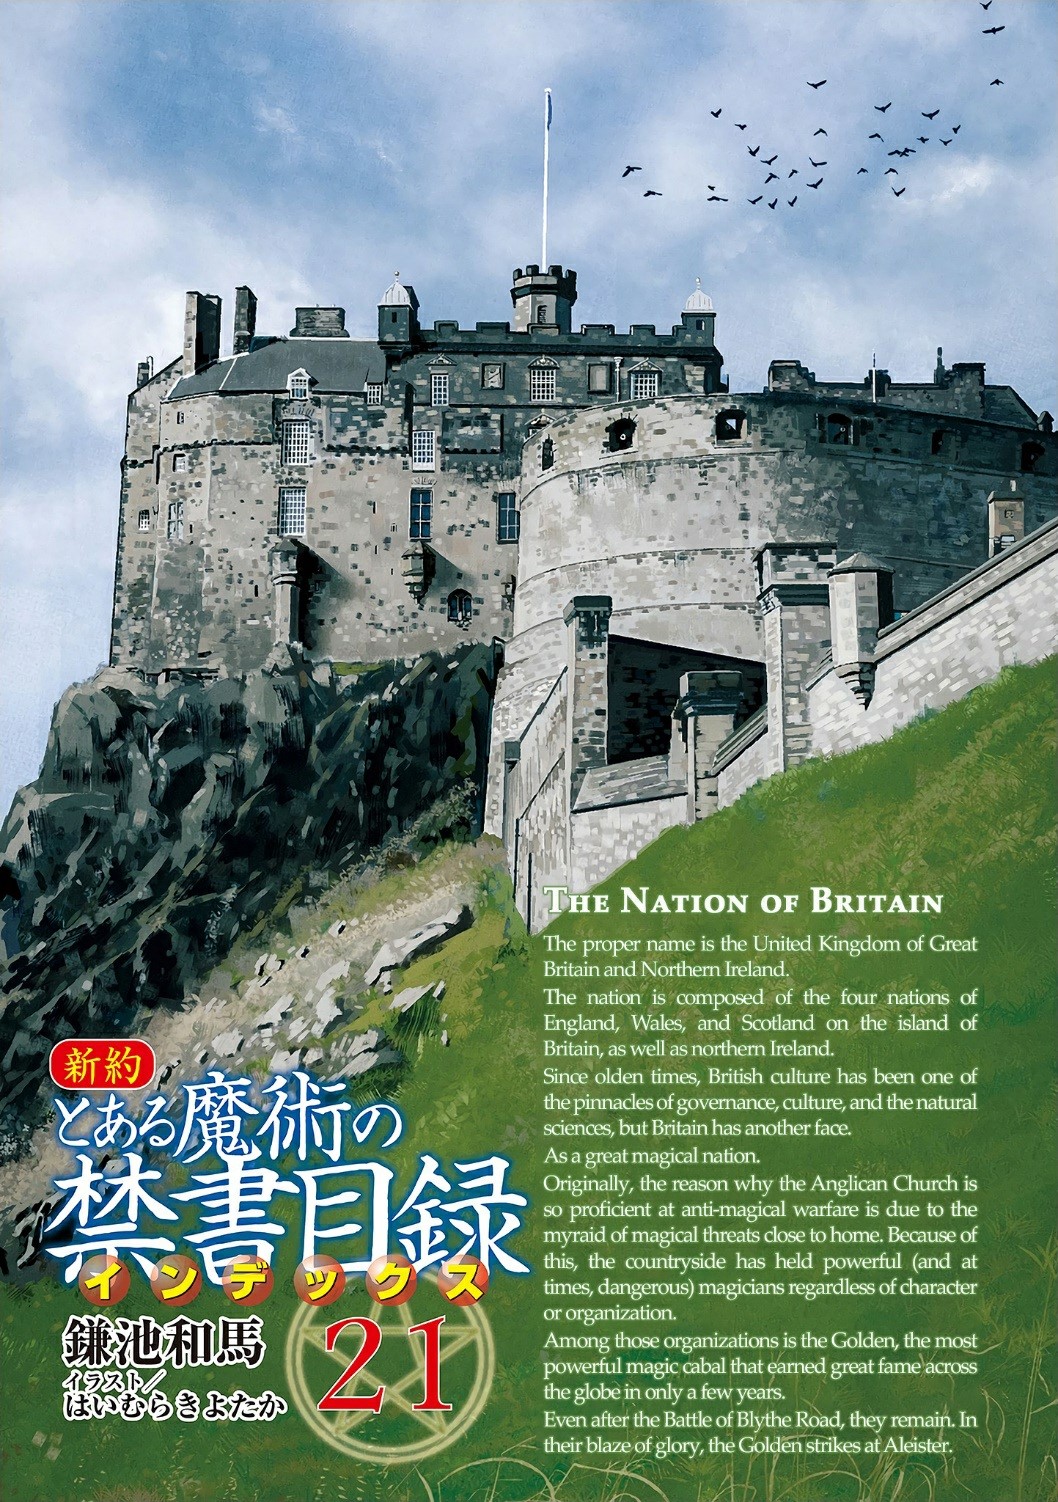 The Nation of Britain
The proper name is the United Kingdom of Great
Britain and Northern Ireland.
The nation is composed of the four nations of
England, Wales, and Scotland on the island of
Britain, as well as northern Ireland.
Since olden times, British culture has been one of
the pinnacles of governance, culture, and the natural
sciences, but Britain has another face.
As a great magical nation.
Originally, the reason why the Anglican Church is
so proficient at anti-magical warfare is due to the
myraid of magical threats close to home. Because of
this, the countryside has held powerful (and at
times, dangerous) magicians regardless of character
or organization.
Among those organizations is the Golden, the most
powerful magic cabal that earned great fame across
the globe in only a few years.
Even after the Battle of Blythe Road, they remain. In
their blaze of glory, the Golden strikes at Aleister.
新約
とある魔術の
禁書目録
インデックス
21
鎌池和馬
イラスト／
はいむらきよたか